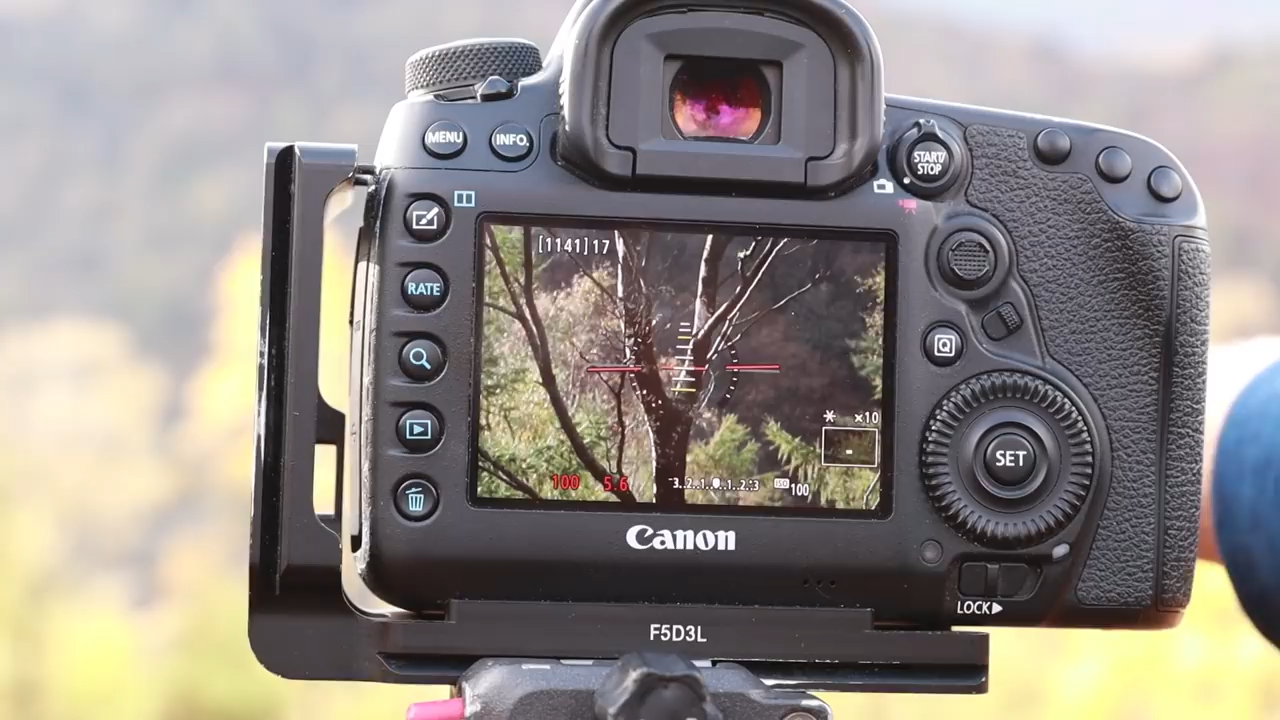 MENU
INFO.
START/
STOP
RATE
[1141]17
Q
×10
SET
100 5.6
3..2..1..0..1..2..3
ISO 100
Canon
LOCK
F5D3L